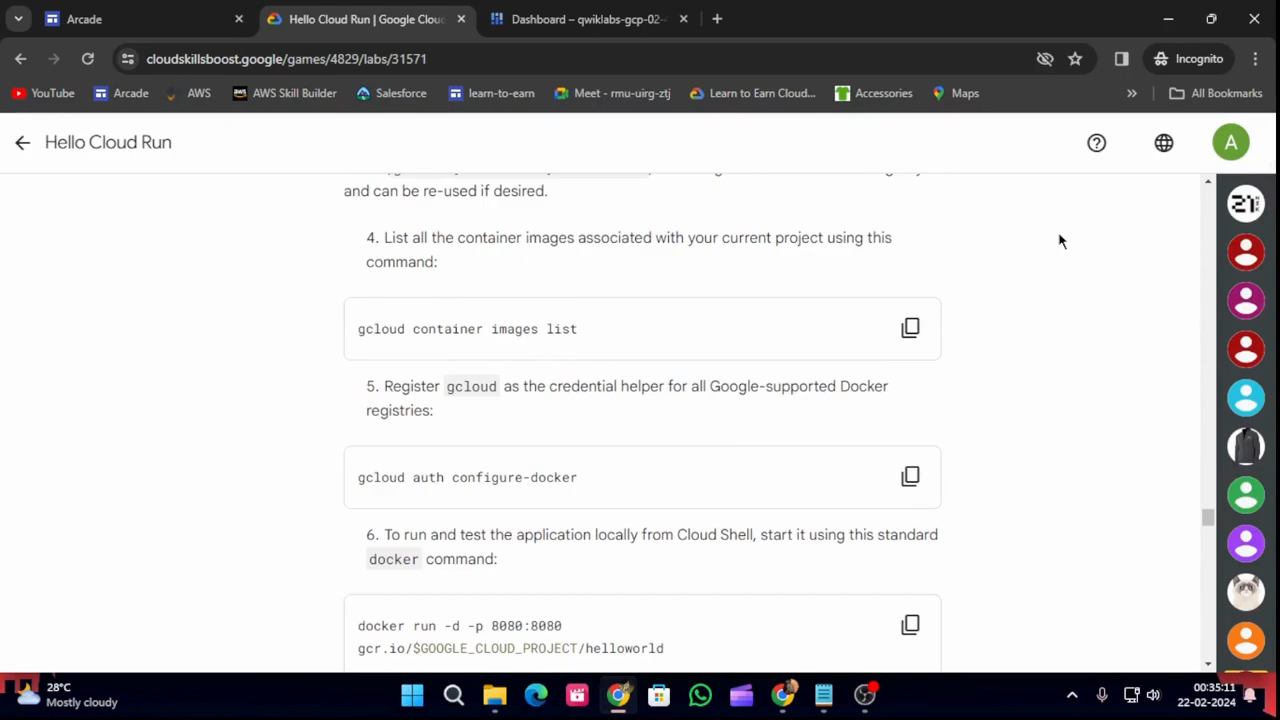 Arcade
Hello Cloud Run | Google Clou
Dashboard – qwiklabs-gcp-02-
cloudskillsboost.google/games/4829/labs/31571
Incognito
YouTube
Arcade
AWS
AWS Skill Builder
Salesforce
learn-to-earn
Meet - rmu-uirg-ztj
Learn to Earn Cloud...
Accessories
Maps
All Bookmarks
Hello Cloud Run
A
and can be re-used if desired.
4. List all the container images associated with your current project using this
command:
gcloud container images list
5. Register gcloud as the credential helper for all Google-supported Docker
registries:
gcloud auth configure-docker
6. To run and test the application locally from Cloud Shell, start it using this standard
docker command:
docker run -d -p 8080:8080
gcr.io/$GOOGLE_CLOUD_PROJECT/helloworld
28°C
Mostly cloudy
00:35:11
22-02-2024